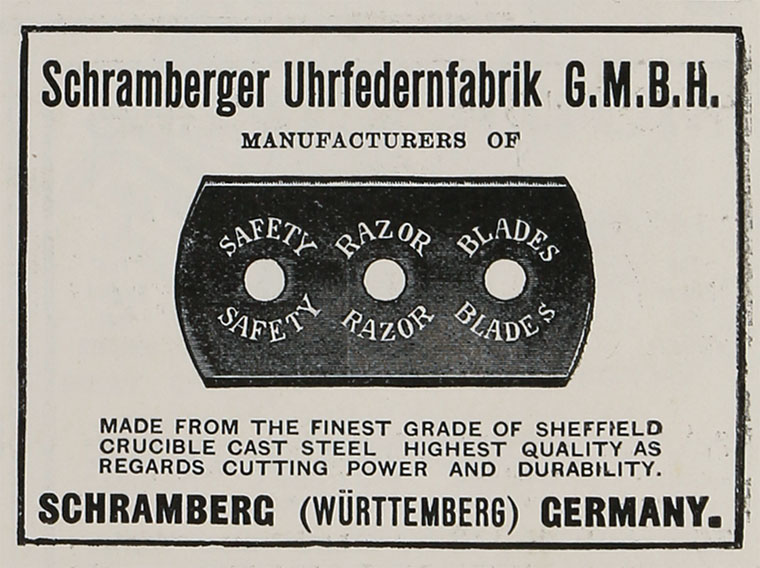 Schramberger Uhrfedernfabrik G.M.B.H.
MANUFACTURERS OF
SAFETY RAZOR BLADES
SAFETY RAZOR BLADES
MADE FROM THE FINEST GRADE OF SHEFFIELD
CRUCIBLE CAST STEEL HIGHEST QUALITY AS
REGARDS CUTTING POWER AND DURABILITY.
SCHRAMBERG (WÜRTTEMBERG) GERMANY.